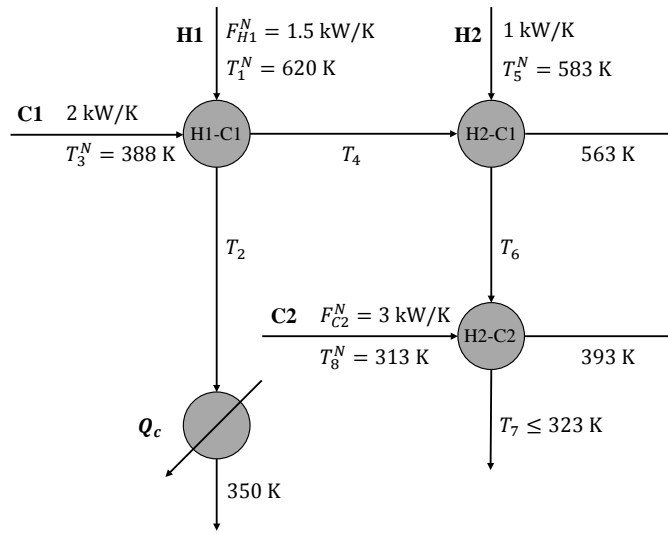 H1
F_{H1}^N = 1.5 kW/K
T_1^N = 620 K
H2
1 kW/K
T_5^N = 583 K
C1
2 kW/K
T_3^N = 388 K
H1-C1
T_4
H2-C1
563 K
T_2
T_6
C2
F_{C2}^N = 3 kW/K
T_8^N = 313 K
H2-C2
393 K
Q_c
T_7 ≤ 323 K
350 K